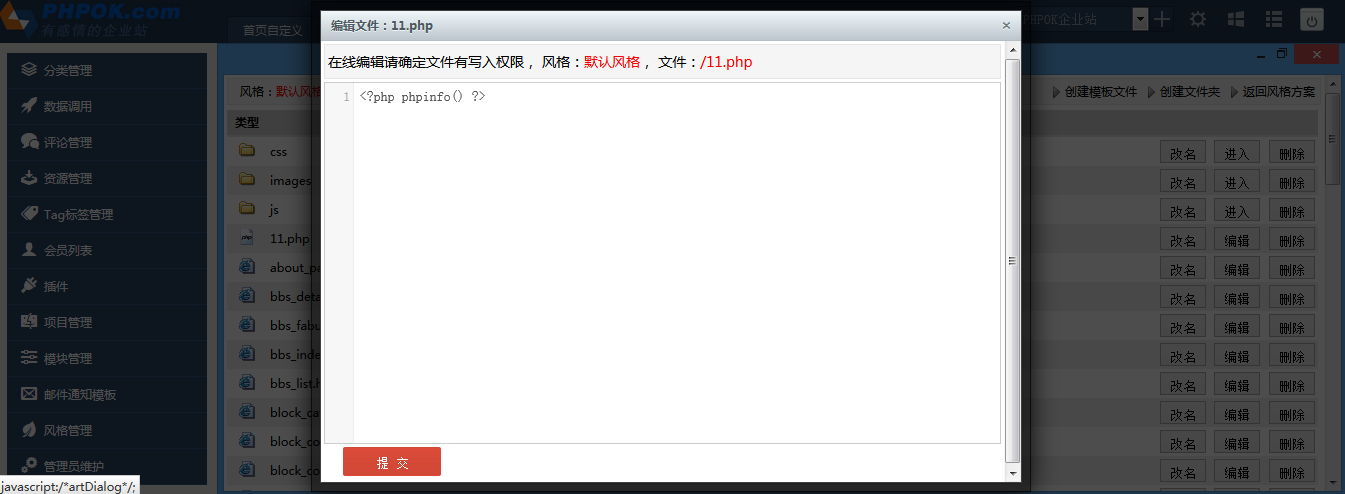 PHPOK.com
有感情的企业站
首页自定义
PHPOK企业站
编辑文件：11.php
在线编辑请确定文件有写入权限，风格：默认风格，文件：/11.php
1 <?php phpinfo() ?>
提 交
分类管理
数据调用
评论管理
资源管理
Tag标签管理
会员列表
插件
项目管理
模块管理
邮件通知模板
风格管理
管理员维护
风格：默认风格
创建模板文件 创建文件夹 返回风格方案
类型
css 改名 进入 删除
images 改名 进入 删除
js 改名 进入 删除
11.php 改名 编辑 删除
about_pa 改名 编辑 删除
bbs_deta 改名 编辑 删除
bbs_fabu 改名 编辑 删除
bbs_inde 改名 编辑 删除
bbs_list.h 改名 编辑 删除
block_ca 改名 编辑 删除
block_co 改名 编辑 删除
block_co 改名 编辑 删除
javascript:/*artDialog*/;